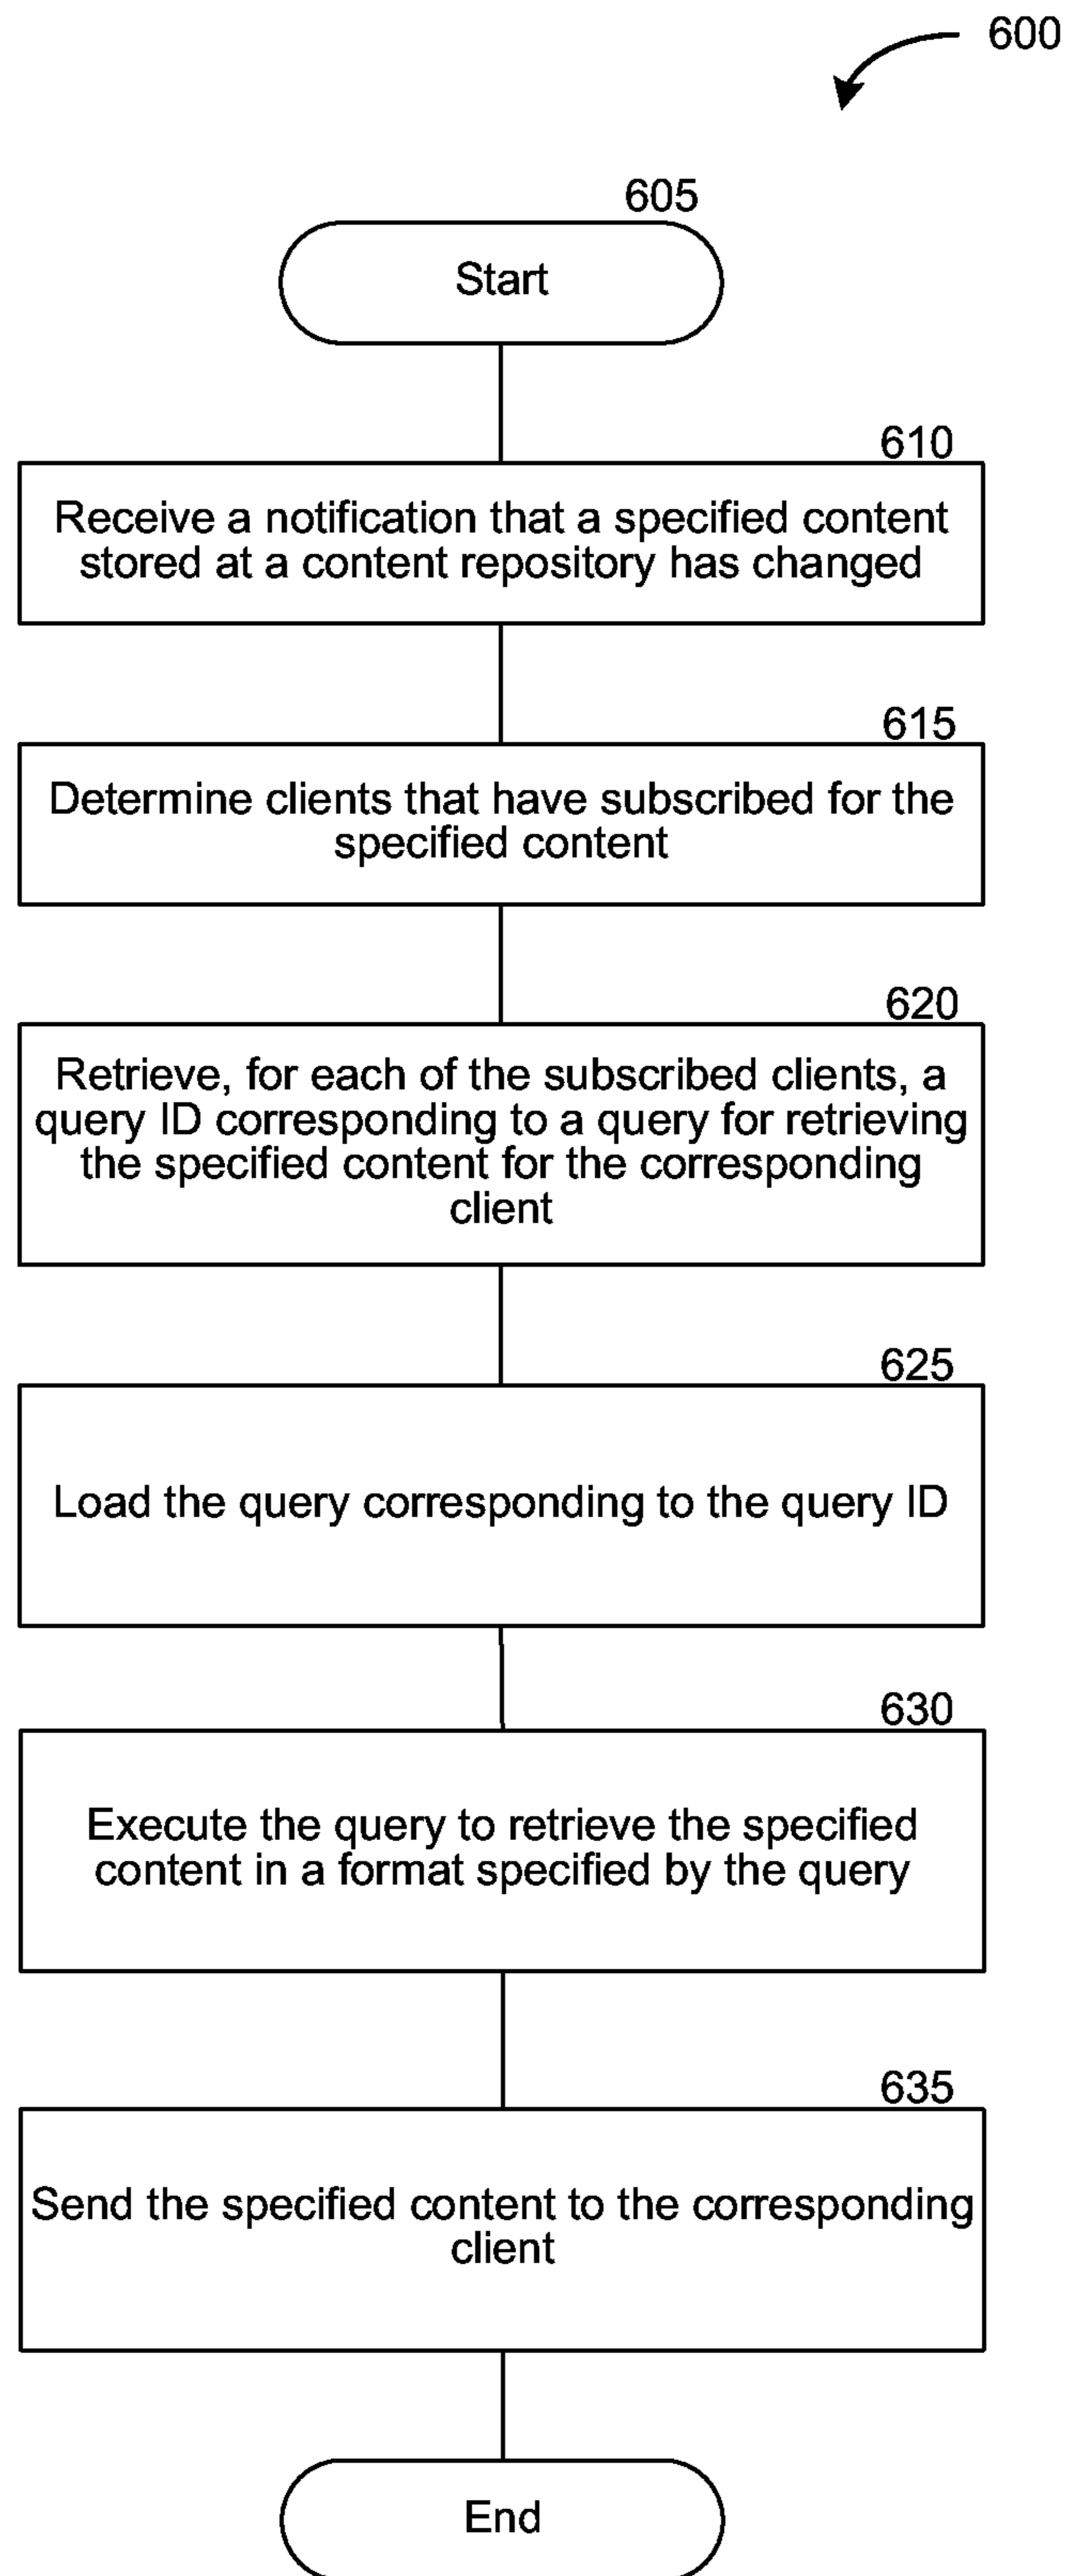 600
605
Start
610
Receive a notification that a specified content
stored at a content repository has changed
615
Determine clients that have subscribed for the
specified content
620
Retrieve, for each of the subscribed clients, a
query ID corresponding to a query for retrieving
the specified content for the corresponding
client
625
Load the query corresponding to the query ID
630
Execute the query to retrieve the specified
content in a format specified by the query
635
Send the specified content to the corresponding
client
End